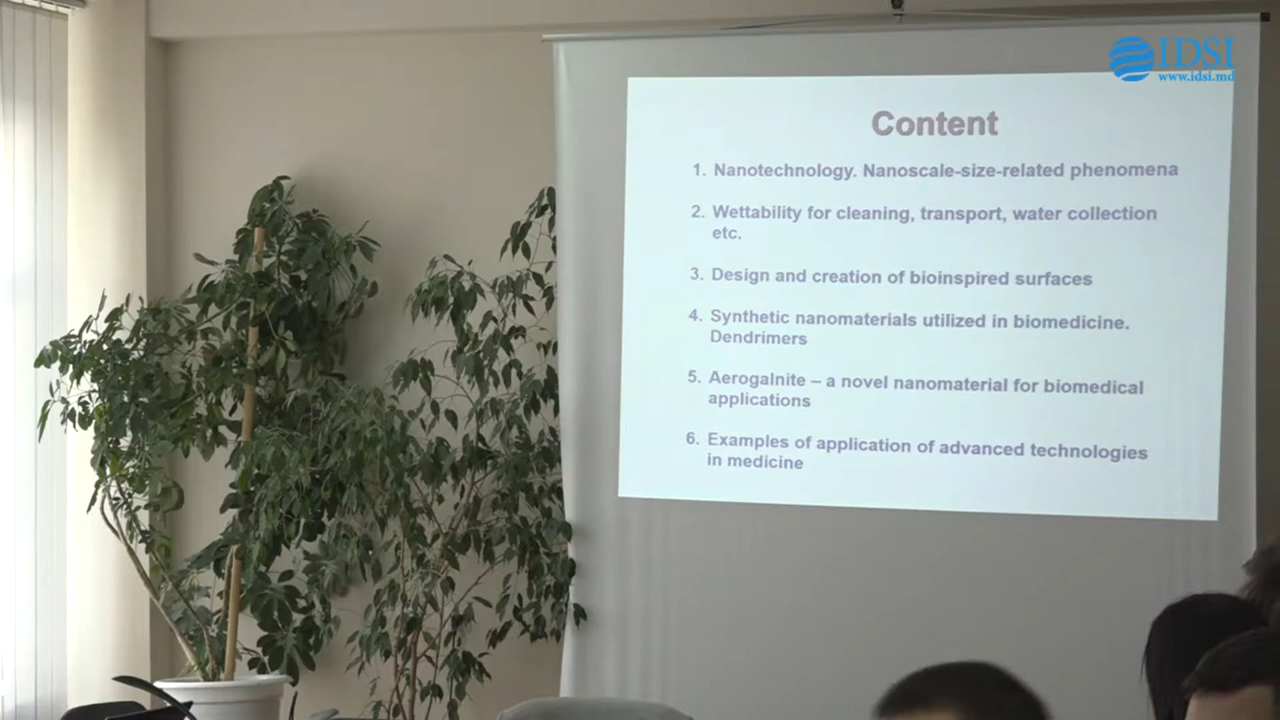 IDSI
www.idsi.md
Content
1. Nanotechnology. Nanoscale-size-related phenomena
2. Wettability for cleaning, transport, water collection
etc.
3. Design and creation of bioinspired surfaces
4. Synthetic nanomaterials utilized in biomedicine.
Dendrimers
5. Aerogalnite – a novel nanomaterial for biomedical
applications
6. Examples of application of advanced technologies
in medicine